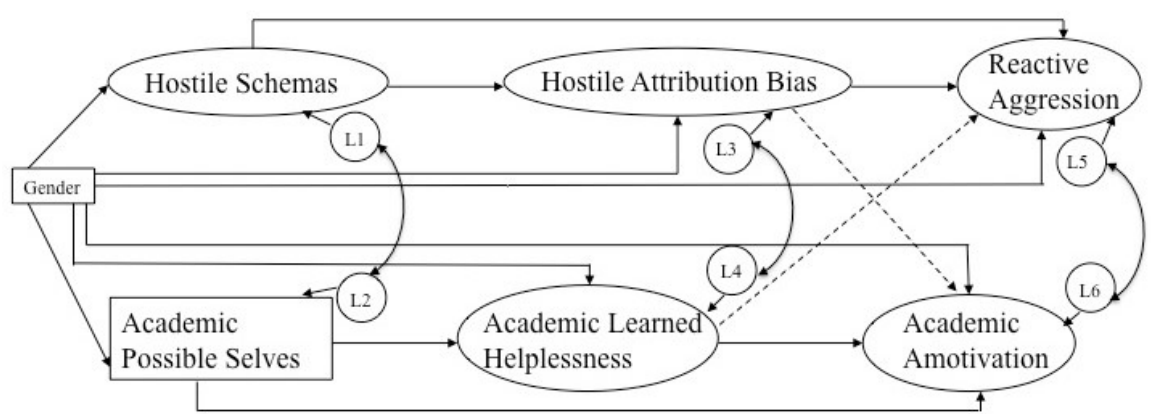 Hostile Schemas
Hostile Attribution Bias
Reactive
Aggression
L1
L3
L5
Gender
L2
L4
L6
Academic
Possible Selves
Academic Learned
Helplessness
Academic
Amotivation